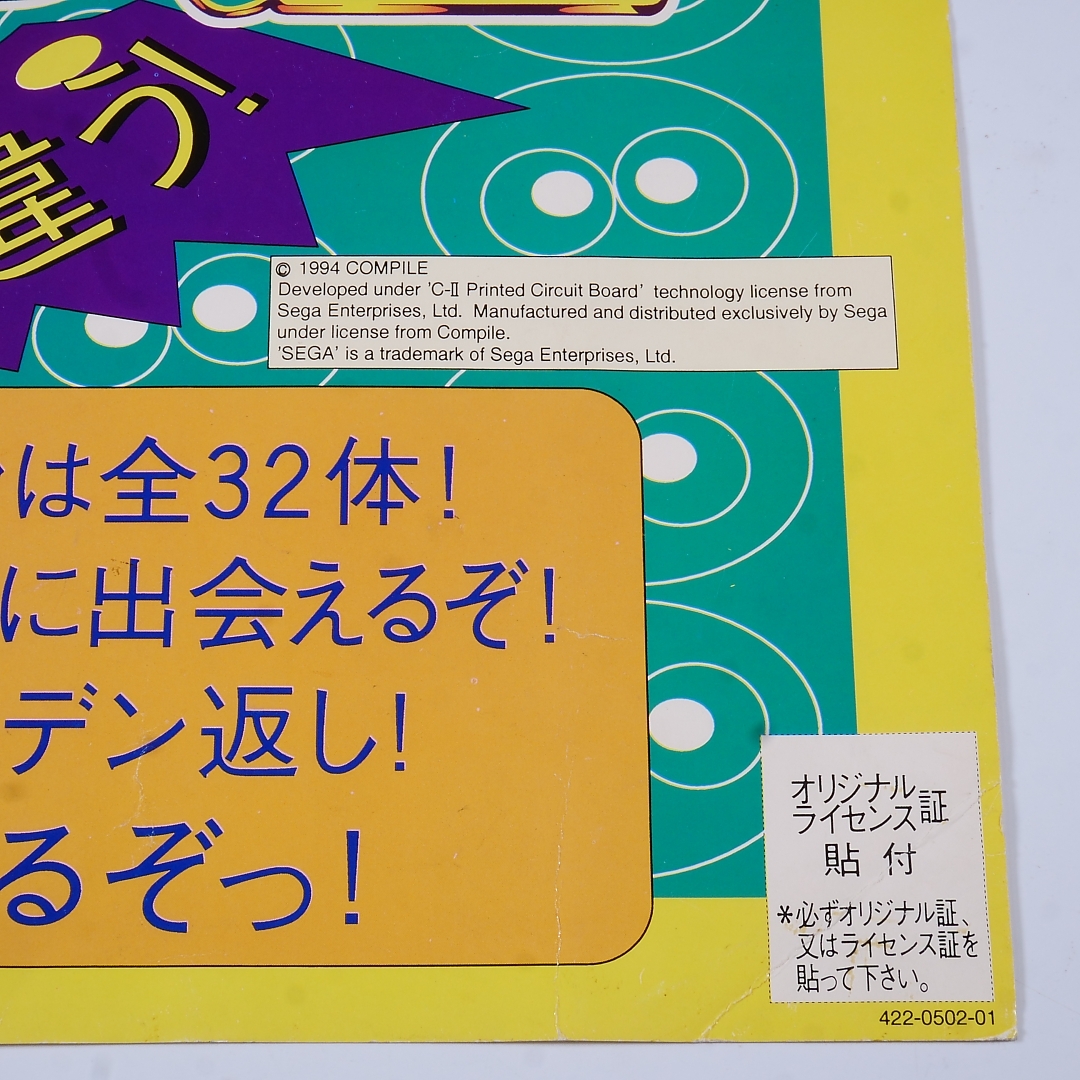 違う!
© 1994 COMPILE
Developed under 'C-II Printed Circuit Board' technology license from
Sega Enterprises, Ltd. Manufactured and distributed exclusively by Sega
under license from Compile.
'SEGA' is a trademark of Sega Enterprises, Ltd.
は全32体!
に出会えるぞ!
デン返し!
るぞっ!
オリジナル
ライセンス証
貼付
*必ずオリジナル証、
又はライセンス証を
貼って下さい。
422-0502-01